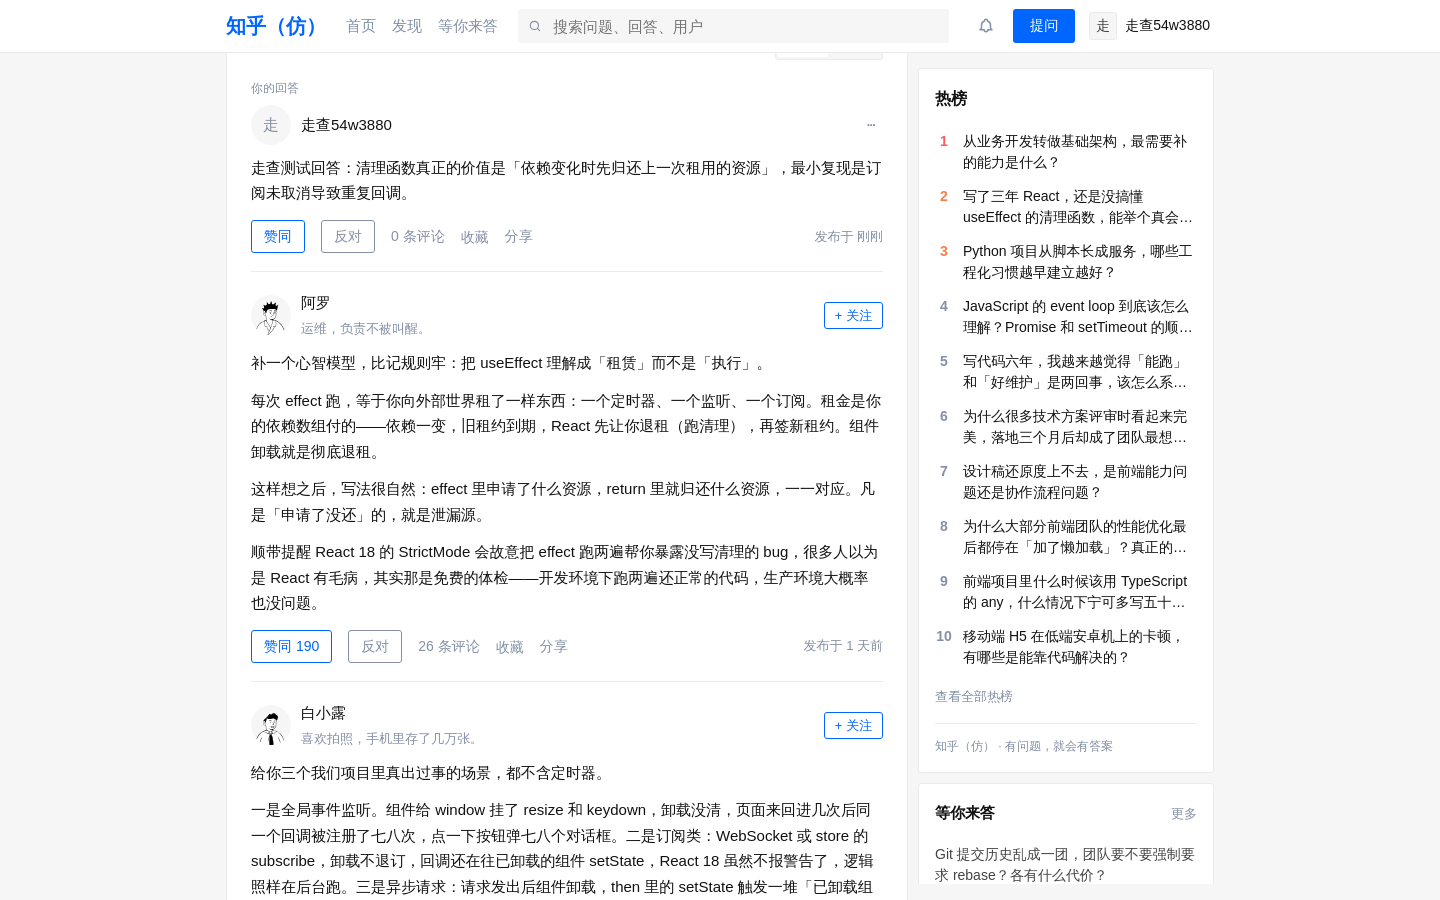 知乎（仿）
首页
发现
等你来答
搜索问题、回答、用户
提问
走
走查54w3880
你的回答
走
走查54w3880
走查测试回答：清理函数真正的价值是「依赖变化时先归还上一次租用的资源」，最小复现是订
阅未取消导致重复回调。
赞同
反对
0 条评论
收藏
分享
发布于 刚刚
阿罗
运维，负责不被叫醒。
+ 关注
补一个心智模型，比记规则牢：把 useEffect 理解成「租赁」而不是「执行」。
每次 effect 跑，等于你向外部世界租了一样东西：一个定时器、一个监听、一个订阅。租金是你
的依赖数组付的——依赖一变，旧租约到期，React 先让你退租（跑清理），再签新租约。组件
卸载就是彻底退租。
这样想之后，写法很自然：effect 里申请了什么资源，return 里就归还什么资源，一一对应。凡
是「申请了没还」的，就是泄漏源。
顺带提醒 React 18 的 StrictMode 会故意把 effect 跑两遍帮你暴露没写清理的 bug，很多人以为
是 React 有毛病，其实那是免费的体检——开发环境下跑两遍还正常的代码，生产环境大概率
也没问题。
赞同 190
反对
26 条评论
收藏
分享
发布于 1 天前
白小露
喜欢拍照，手机里存了几万张。
+ 关注
给你三个我们项目里真出过事的场景，都不含定时器。
一是全局事件监听。组件给 window 挂了 resize 和 keydown，卸载没清，页面来回进几次后同
一个回调被注册了七八次，点一下按钮弹七八个对话框。二是订阅类：WebSocket 或 store 的
subscribe，卸载不退订，回调还在往已卸载的组件 setState，React 18 虽然不报警告了，逻辑
照样在后台跑。三是异步请求：请求发出后组件卸载，then 里的 setState 触发一堆「已卸载组
热榜
1 从业务开发转做基础架构，最需要补
的能力是什么？
2 写了三年 React，还是没搞懂
useEffect 的清理函数，能举个真会…
3 Python 项目从脚本长成服务，哪些工
程化习惯越早建立越好？
4 JavaScript 的 event loop 到底该怎么
理解？Promise 和 setTimeout 的顺…
5 写代码六年，我越来越觉得「能跑」
和「好维护」是两回事，该怎么系…
6 为什么很多技术方案评审时看起来完
美，落地三个月后却成了团队最想…
7 设计稿还原度上不去，是前端能力问
题还是协作流程问题？
8 为什么大部分前端团队的性能优化最
后都停在「加了懒加载」？真正的…
9 前端项目里什么时候该用 TypeScript
的 any，什么情况下宁可多写五十…
10 移动端 H5 在低端安卓机上的卡顿，
有哪些是能靠代码解决的？
查看全部热榜
知乎（仿） · 有问题，就会有答案
等你来答
更多
Git 提交历史乱成一团，团队要不要强制要
求 rebase？各有什么代价？